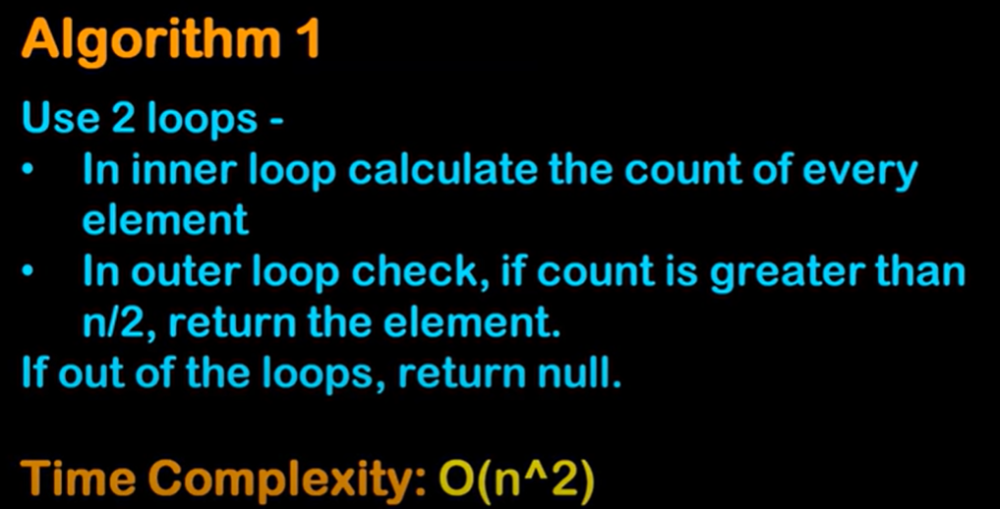 Algorithm 1
Use 2 loops -
• In inner loop calculate the count of every
element
• In outer loop check, if count is greater than
n/2, return the element.
If out of the loops, return null.
Time Complexity: O(n^2)